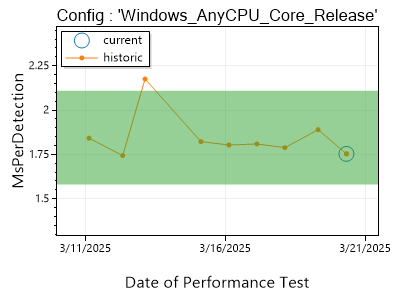 Config : 'Windows_AnyCPU_Core_Release'
current
historic
MsPerDetection
2.25
2
1.75
1.5
3/11/2025
3/16/2025
3/21/2025
Date of Performance Test